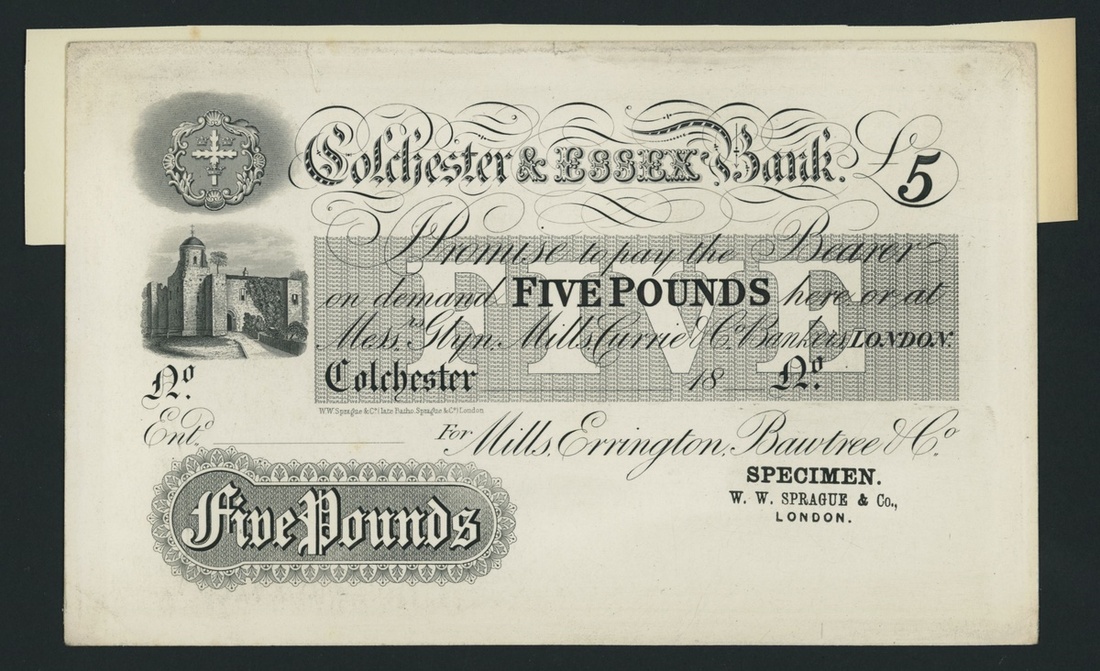 Colchester & ESSEX Bank. £5
I Promise to pay the Bearer
on demand FIVE POUNDS here or at
Messrs Glyn, Mills, Currie & Co. Bankers, LONDON.
FIVE
Colchester 18 No.
No.
W.W. Sprague & Co. (late Bacho. Sprague & Co.) London
Entd. For Mills, Errington, Bawtree & Co.
SPECIMEN.
W. W. SPRAGUE & Co.,
LONDON.
Five Pounds